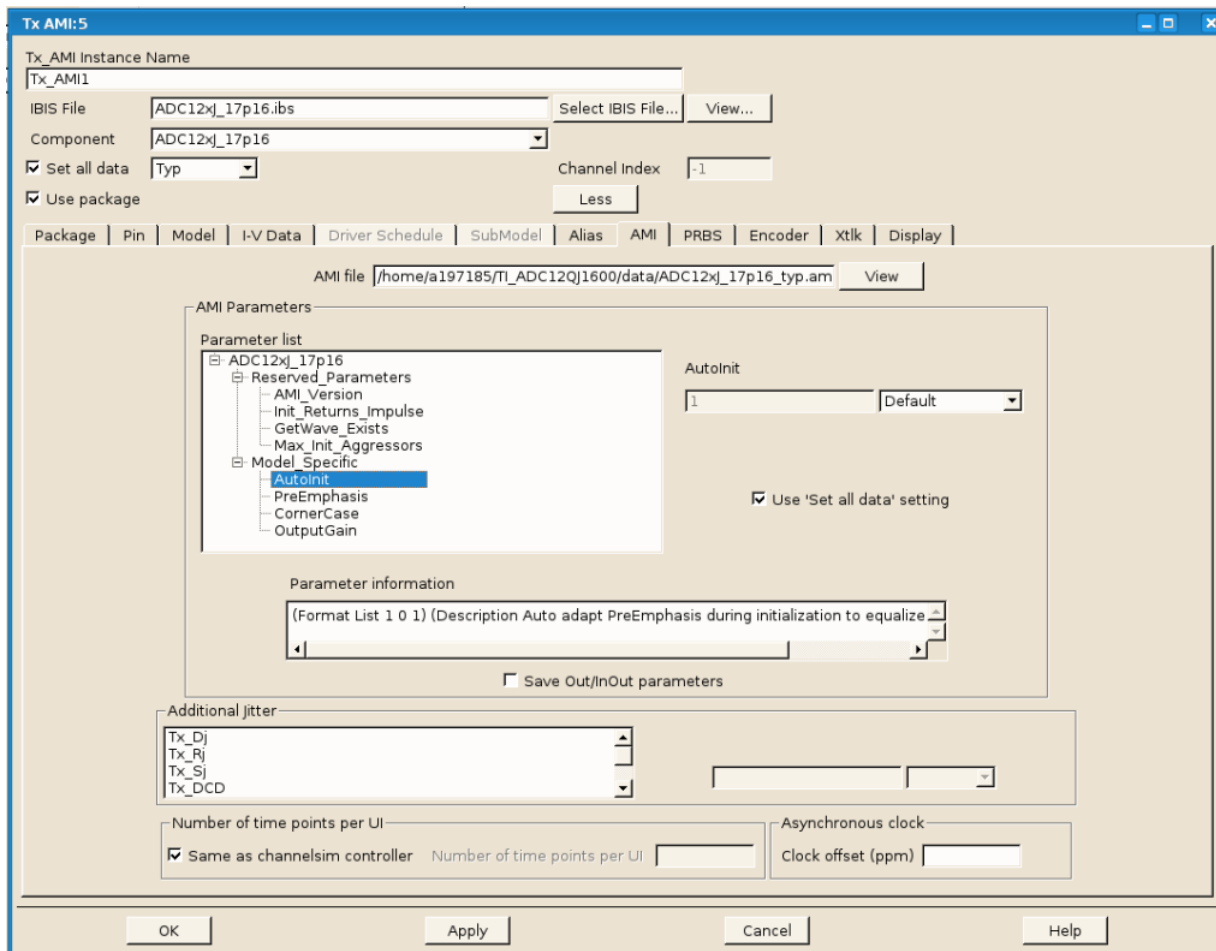 Tx AMI:5
Tx_AMI Instance Name
Tx_AMI1
IBIS File ADC12xJ_17p16.ibs Select IBIS File... View...
Component ADC12xJ_17p16
Set all data Typ Channel Index -1
Use package Less
Package Pin Model I-V Data Driver Schedule SubModel Alias AMI PRBS Encoder Xtlk Display
AMI file /home/a197185/TI_ADC12QJ1600/data/ADC12xJ_17p16_typ.am View
AMI Parameters
Parameter list
ADC12xJ_17p16
Reserved_Parameters
AMI_Version
Init_Returns_Impulse
GetWave_Exists
Max_Init_Aggressors
Model_Specific
AutoInit
PreEmphasis
CornerCase
OutputGain
AutoInit
1 Default
Use 'Set all data' setting
Parameter information
(Format List 1 0 1) (Description Auto adapt PreEmphasis during initialization to equalize
Save Out/InOut parameters
Additional Jitter
Tx_Dj
Tx_Rj
Tx_Sj
Tx_DCD
Number of time points per UI
Same as channelsim controller Number of time points per UI
Asynchronous clock
Clock offset (ppm)
OK Apply Cancel Help